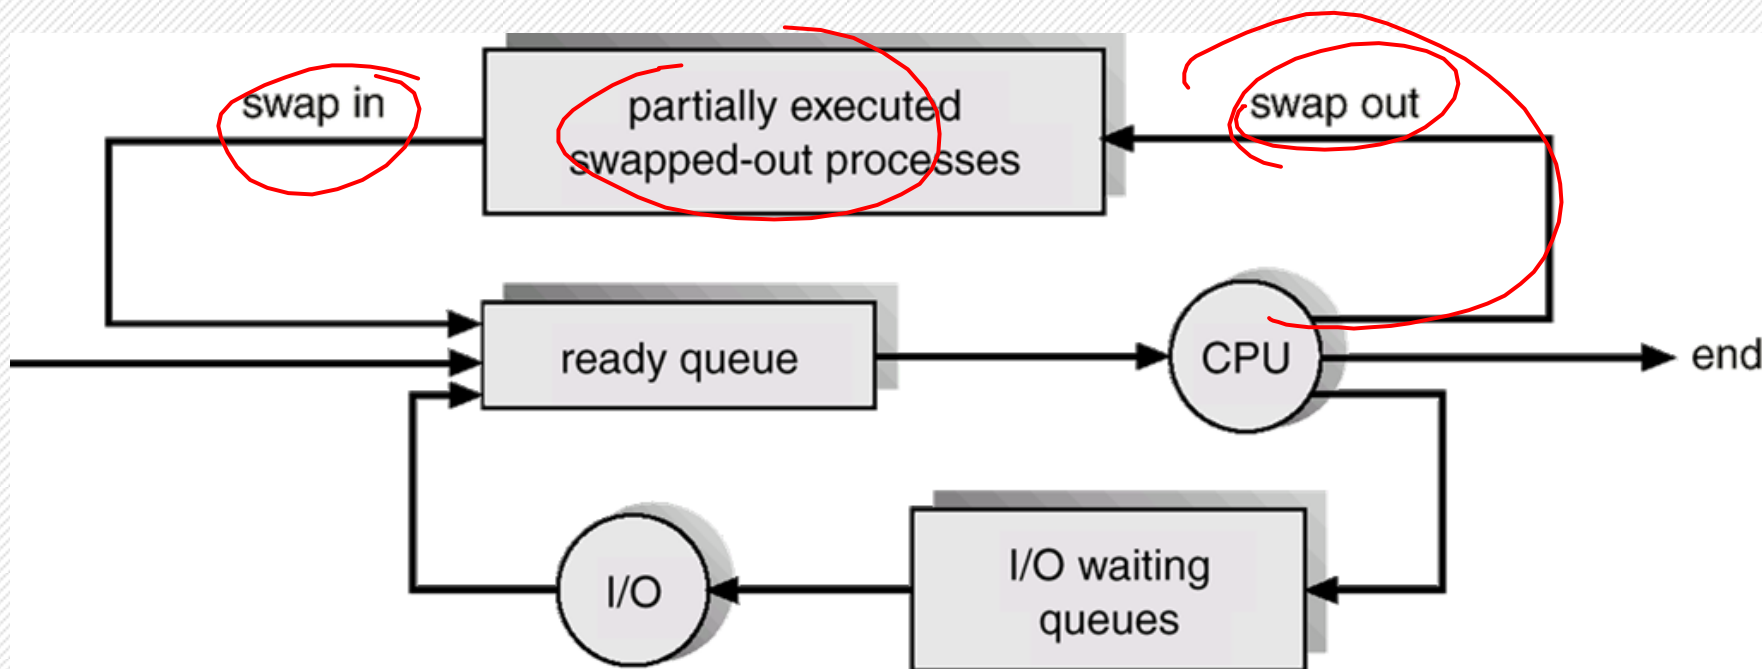 swap in
partially executed
swapped-out processes
swap out
ready queue
CPU
end
I/O
I/O waiting
queues